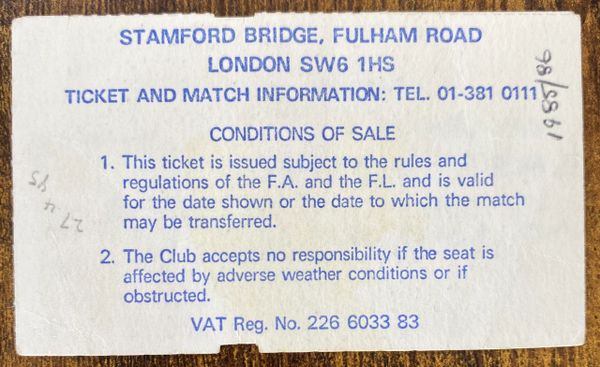 STAMFORD BRIDGE, FULHAM ROAD
LONDON SW6 1HS
TICKET AND MATCH INFORMATION: TEL. 01-381 0111
CONDITIONS OF SALE
1. This ticket is issued subject to the rules and
regulations of the F.A. and the F.L. and is valid
for the date shown or the date to which the match
may be transferred.
2. The Club accepts no responsibility if the seat is
affected by adverse weather conditions or if
obstructed.
VAT Reg. No. 226 6033 83
1985/86
27
4